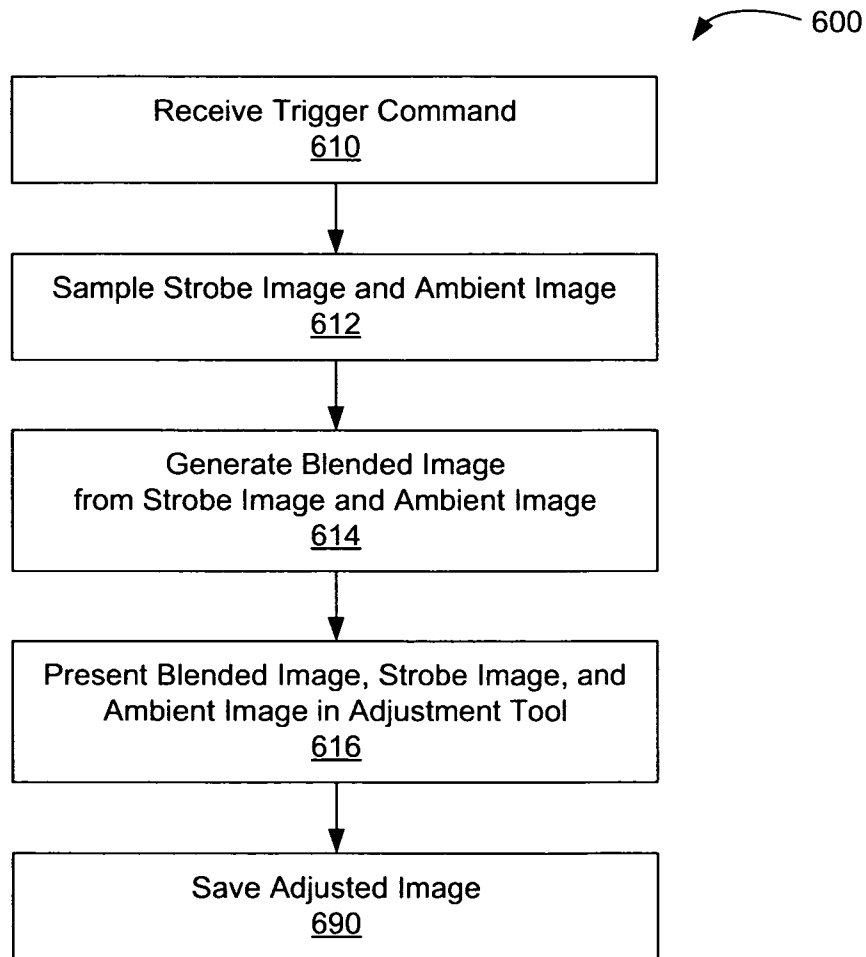 600
Receive Trigger Command
610
Sample Strobe Image and Ambient Image
612
Generate Blended Image
from Strobe Image and Ambient Image
614
Present Blended Image, Strobe Image, and
Ambient Image in Adjustment Tool
616
Save Adjusted Image
690